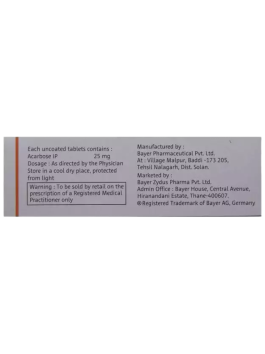 Each uncoated tablets contains :
Acarbose IP 25 mg
Dosage : As directed by the Physician
Store in a cool dry place, protected
from light
Warning : To be sold by retail on the
prescription of a Registered Medical
Practitioner only
Manufactured by :
Bayer Pharmaceutical Pvt. Ltd.
At : Village Malpur, Baddi -173 205,
Tehsil Nalagarh, Dist. Solan.
Marketed by :
Bayer Zydus Pharma Pvt. Ltd.
Admin Office : Bayer House, Central Avenue,
Hiranandani Estate, Thane-400607.
®Registered Trademark of Bayer AG, Germany